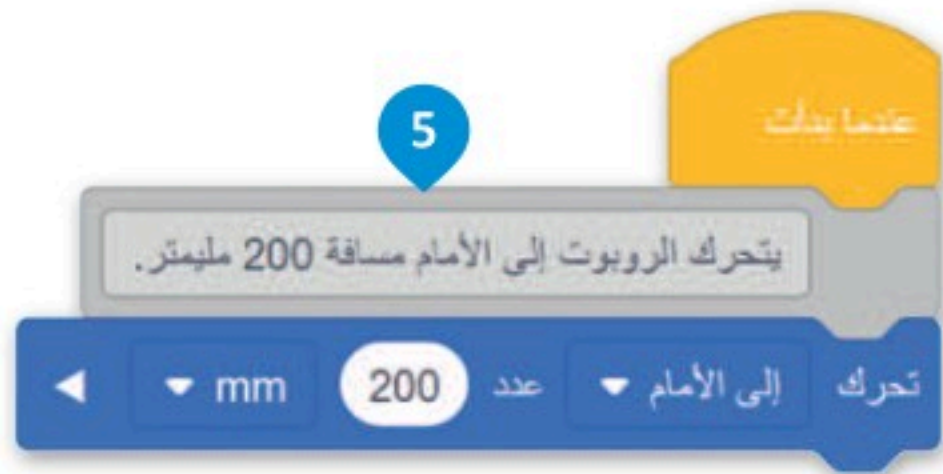 عندما بدأت
5
يتحرك الروبوت إلى الأمام مسافة 200 مليمتر.
تحرك إلى الأمام عدد 200 mm